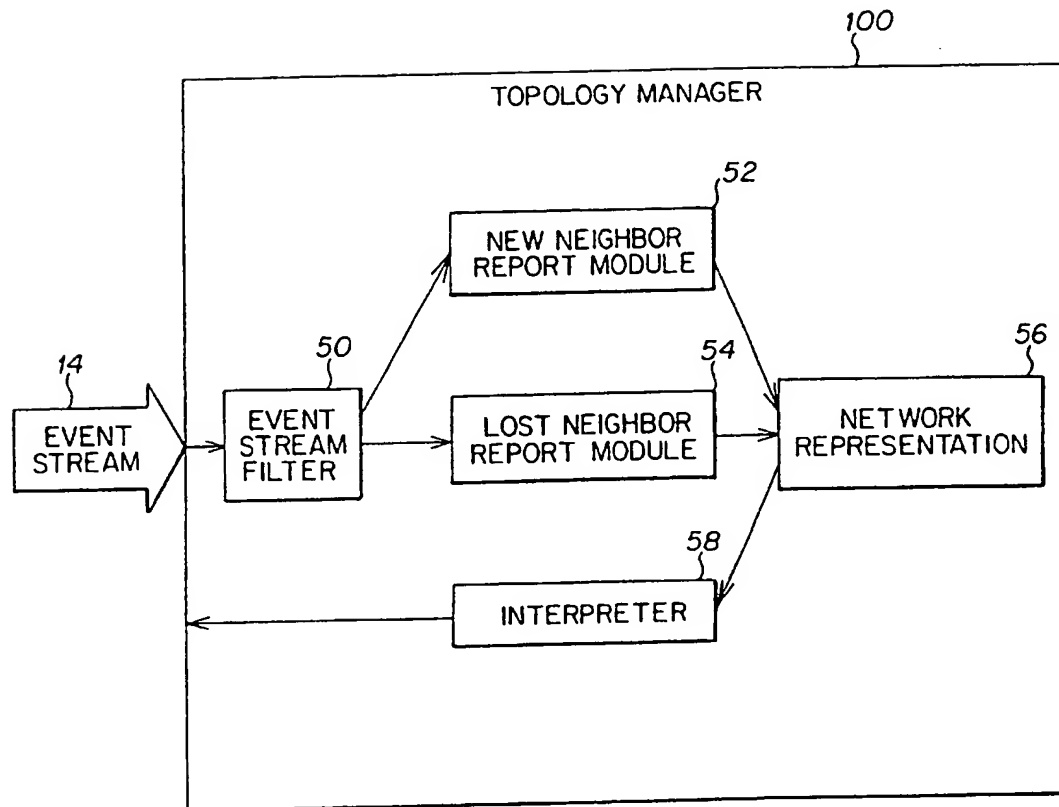 100
TOPOLOGY MANAGER
52
NEW NEIGHBOR
REPORT MODULE
14
EVENT
STREAM
50
EVENT
STREAM
FILTER
54
LOST NEIGHBOR
REPORT MODULE
56
NETWORK
REPRESENTATION
58
INTERPRETER